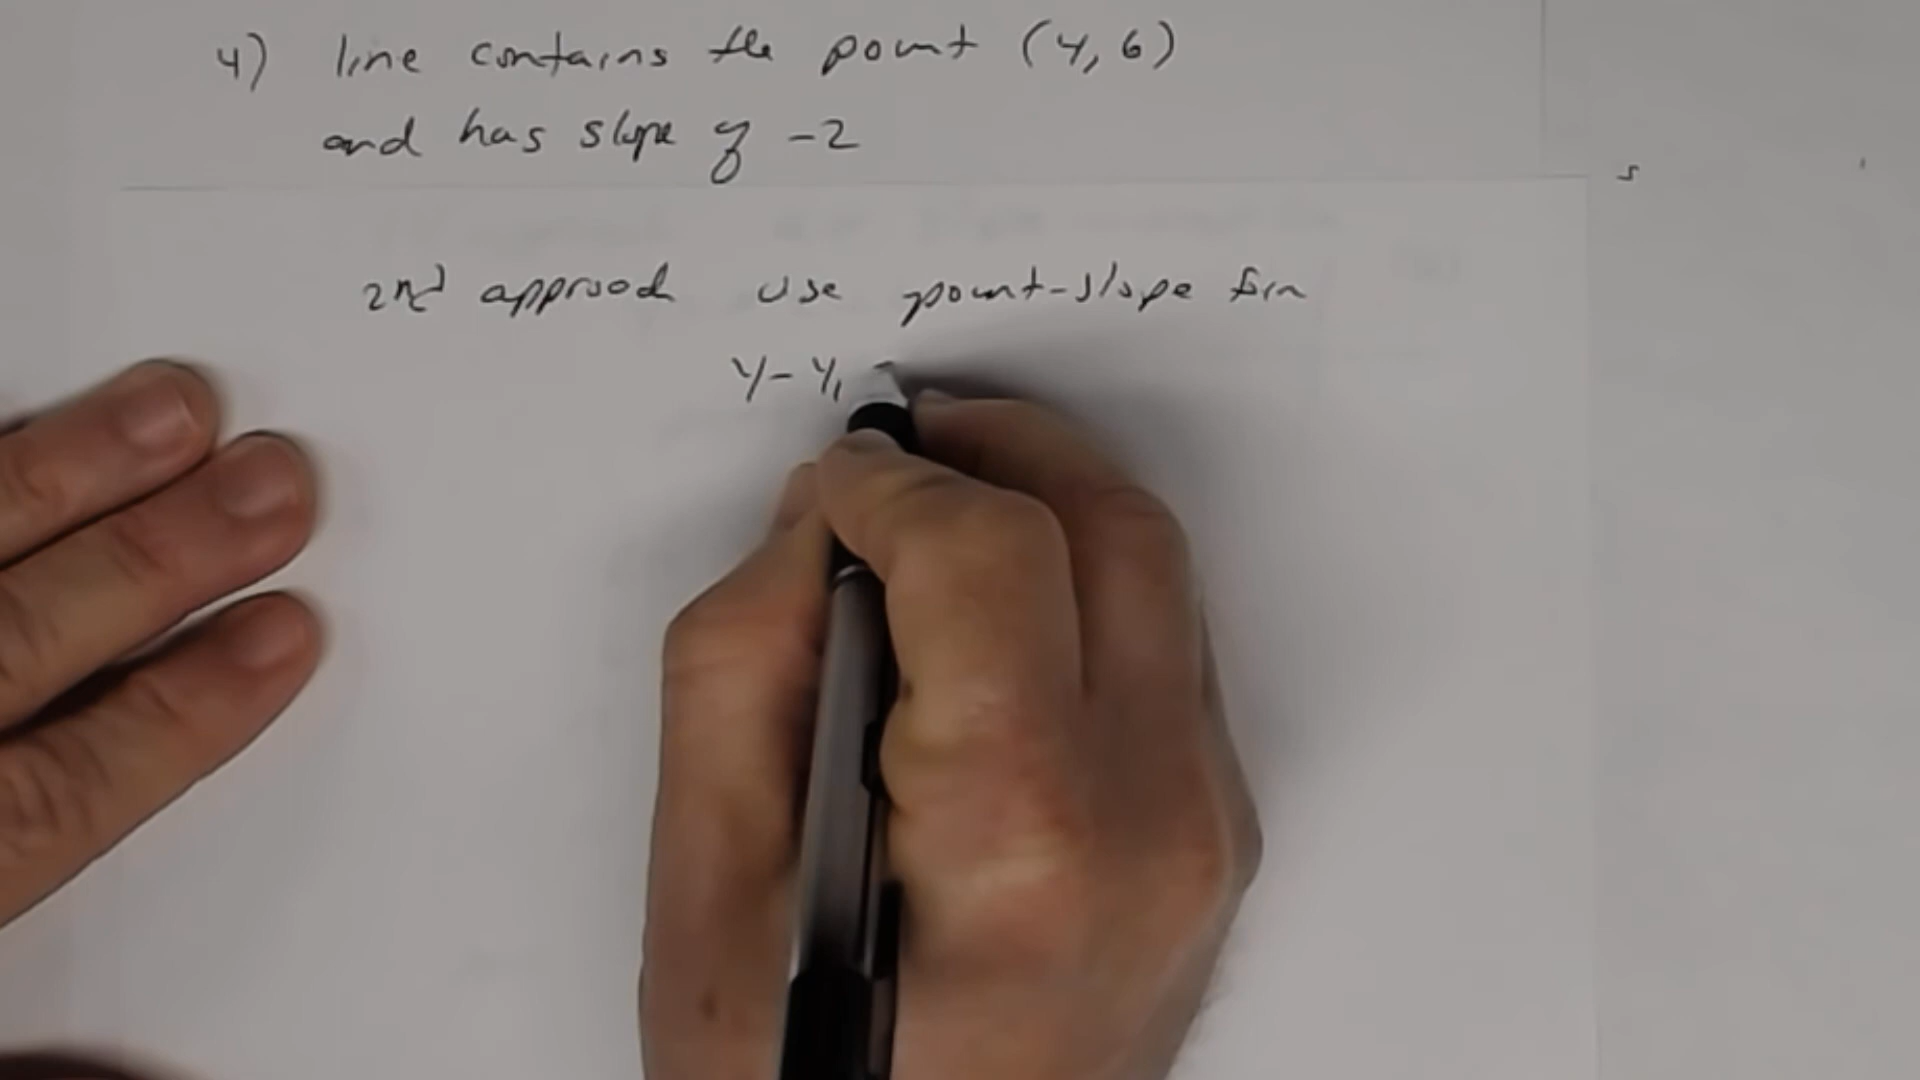 4) line contains the point (4, 6)
and has slope of -2
2nd approach use point-slope form
y - y₁ =